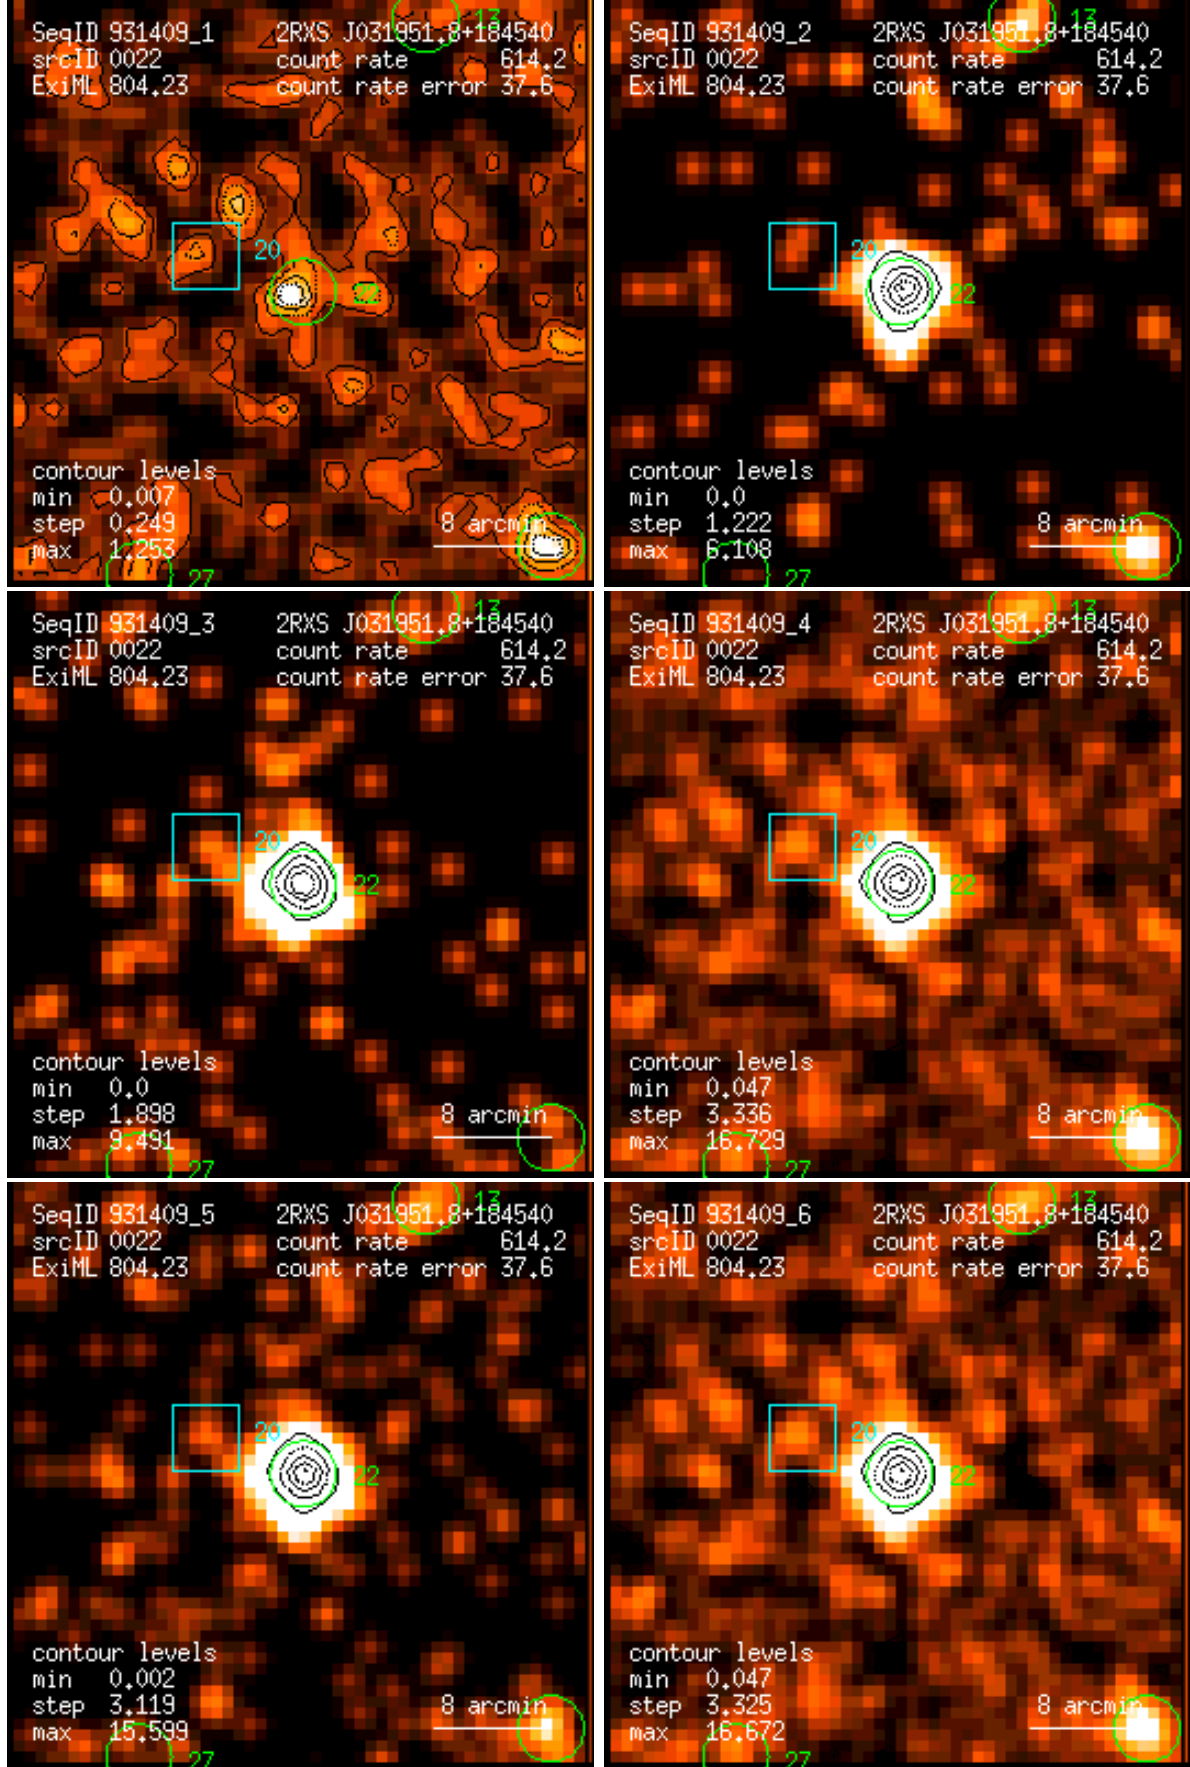 13
SeqID 931409_1 2RXS J031951.8+184540
srcID 0022 count rate 614.2
ExiML 804.23 count rate error 37.6
20
22
contour levels
min 0.007
step 0.249
max 1.253
8 arcmin
27
13
SeqID 931409_2 2RXS J031951.8+184540
srcID 0022 count rate 614.2
ExiML 804.23 count rate error 37.6
20
22
contour levels
min 0.0
step 1.222
max 6.108
8 arcmin
27
13
SeqID 931409_3 2RXS J031951.8+184540
srcID 0022 count rate 614.2
ExiML 804.23 count rate error 37.6
20
22
contour levels
min 0.0
step 1.898
max 9.491
8 arcmin
27
13
SeqID 931409_4 2RXS J031951.8+184540
srcID 0022 count rate 614.2
ExiML 804.23 count rate error 37.6
20
22
contour levels
min 0.047
step 3.336
max 16.729
8 arcmin
27
13
SeqID 931409_5 2RXS J031951.8+184540
srcID 0022 count rate 614.2
ExiML 804.23 count rate error 37.6
20
22
contour levels
min 0.002
step 3.119
max 15.599
8 arcmin
27
13
SeqID 931409_6 2RXS J031951.8+184540
srcID 0022 count rate 614.2
ExiML 804.23 count rate error 37.6
20
22
contour levels
min 0.047
step 3.325
max 16.672
8 arcmin
27